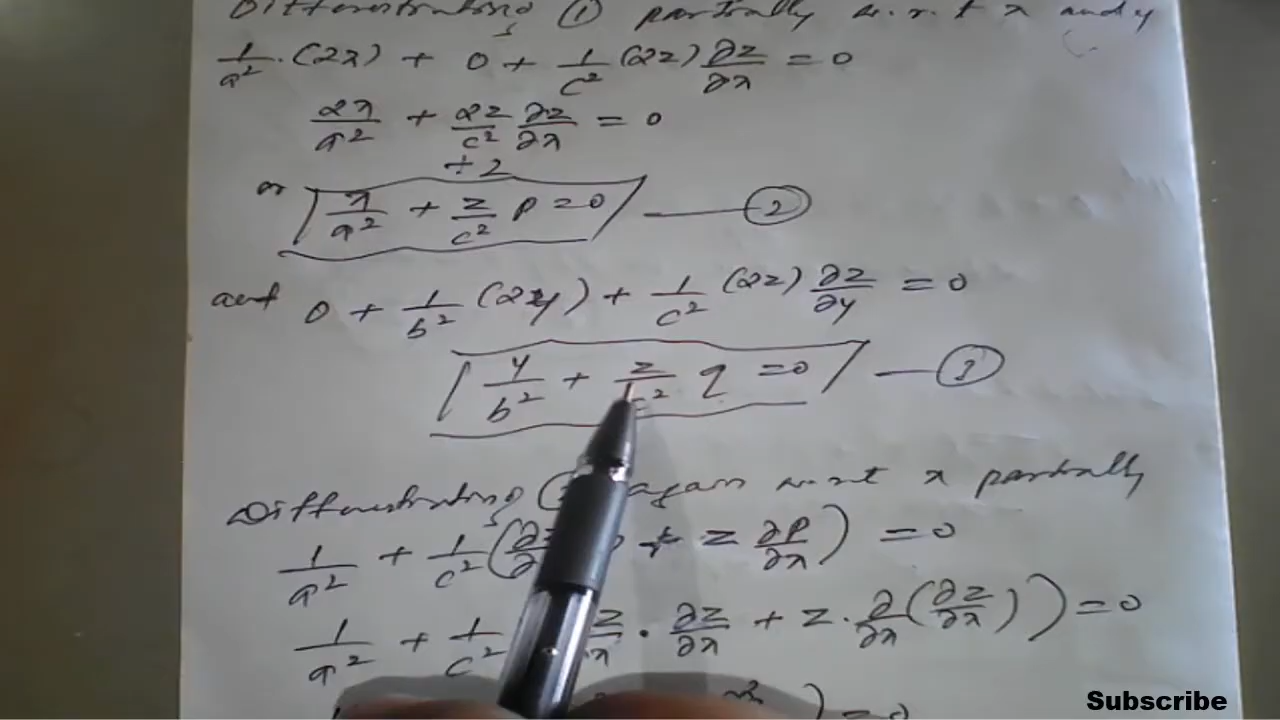 Differentiating ① partially w.r.t x and y
1/a² · (2x) + 0 + 1/c² (2z) ∂z/∂x = 0
2x/a² + 2z/c² ∂z/∂x = 0
÷ 2
or x/a² + z/c² p = 0 — ②
and 0 + 1/b² (2y) + 1/c² (2z) ∂z/∂y = 0
y/b² + z/c² q = 0 — ③
Differentiating again w.r.t x partially
1/a² + 1/c² ( + z ∂p/∂x ) = 0
1/a² + 1/c² · ∂z/∂x + z · ∂/∂x (∂z/∂x) ) = 0
) = 0
Subscribe